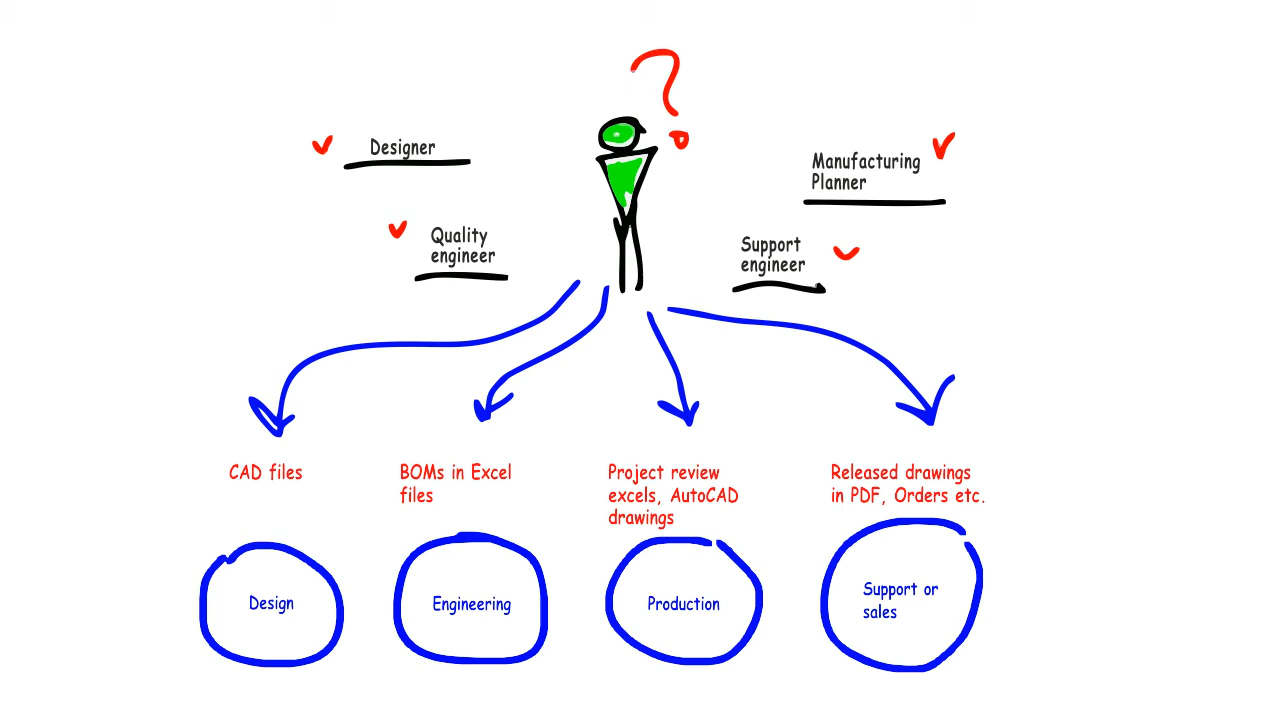 ?
Designer
Manufacturing
Planner
Quality
engineer
Support
engineer
CAD files
BOMs in Excel
files
Project review
excels, AutoCAD
drawings
Released drawings
in PDF, Orders etc.
Design
Engineering
Production
Support or
sales